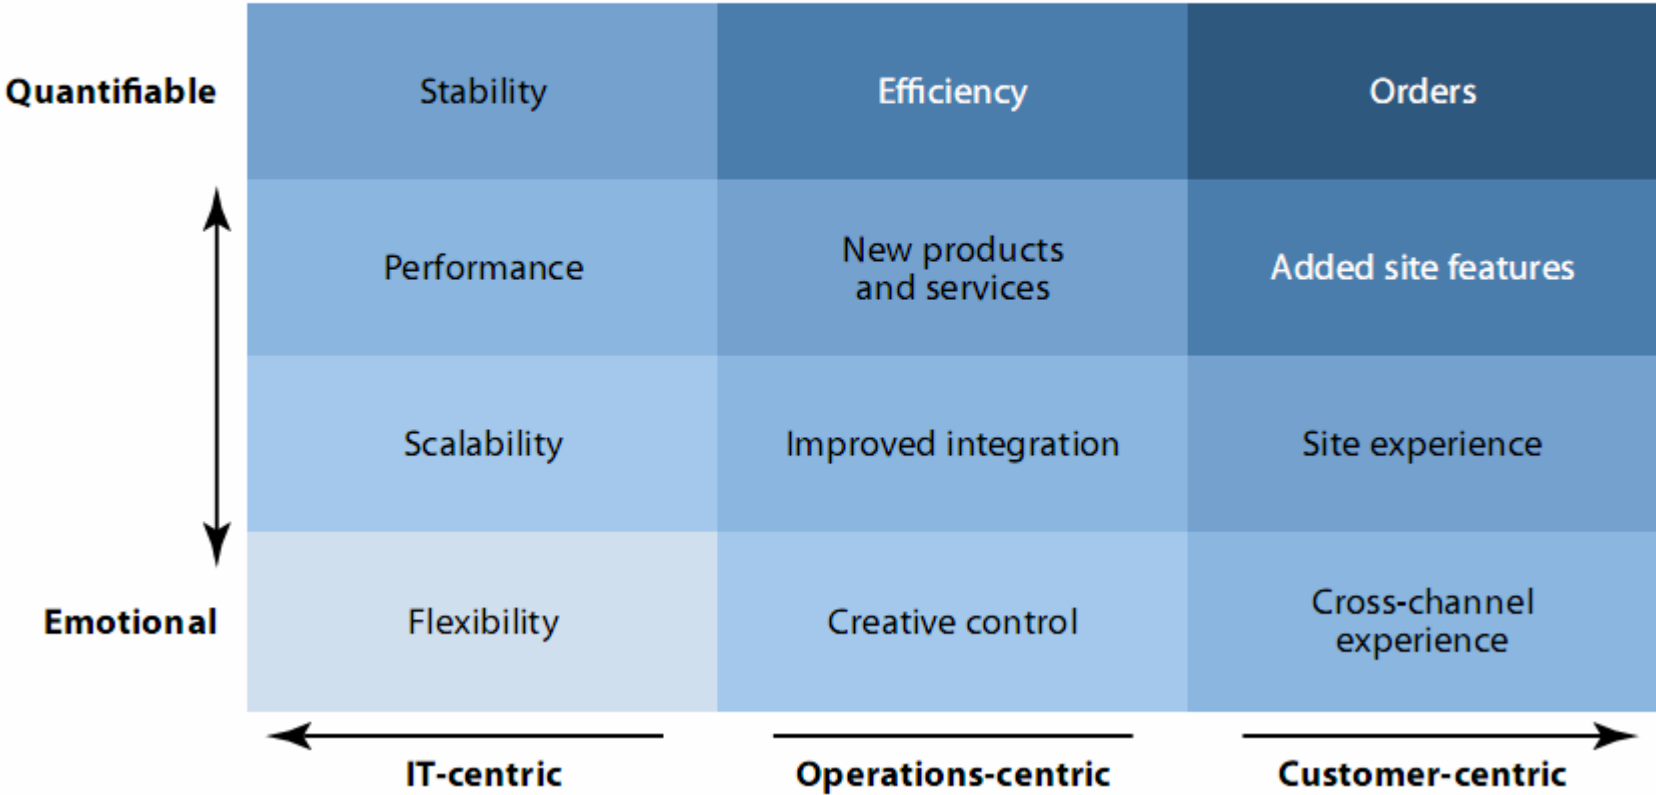 Quantifiable
Stability
Efficiency
Orders
Performance
New products
and services
Added site features
Scalability
Improved integration
Site experience
Emotional
Flexibility
Creative control
Cross-channel
experience
IT-centric
Operations-centric
Customer-centric